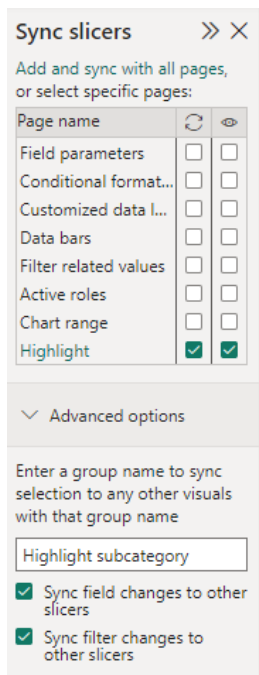 Sync slicers
Add and sync with all pages,
or select specific pages:
Page name
Field parameters
Conditional format...
Customized data l...
Data bars
Filter related values
Active roles
Chart range
Highlight
Advanced options
Enter a group name to sync
selection to any other visuals
with that group name
Highlight subcategory
Sync field changes to other
slicers
Sync filter changes to
other slicers